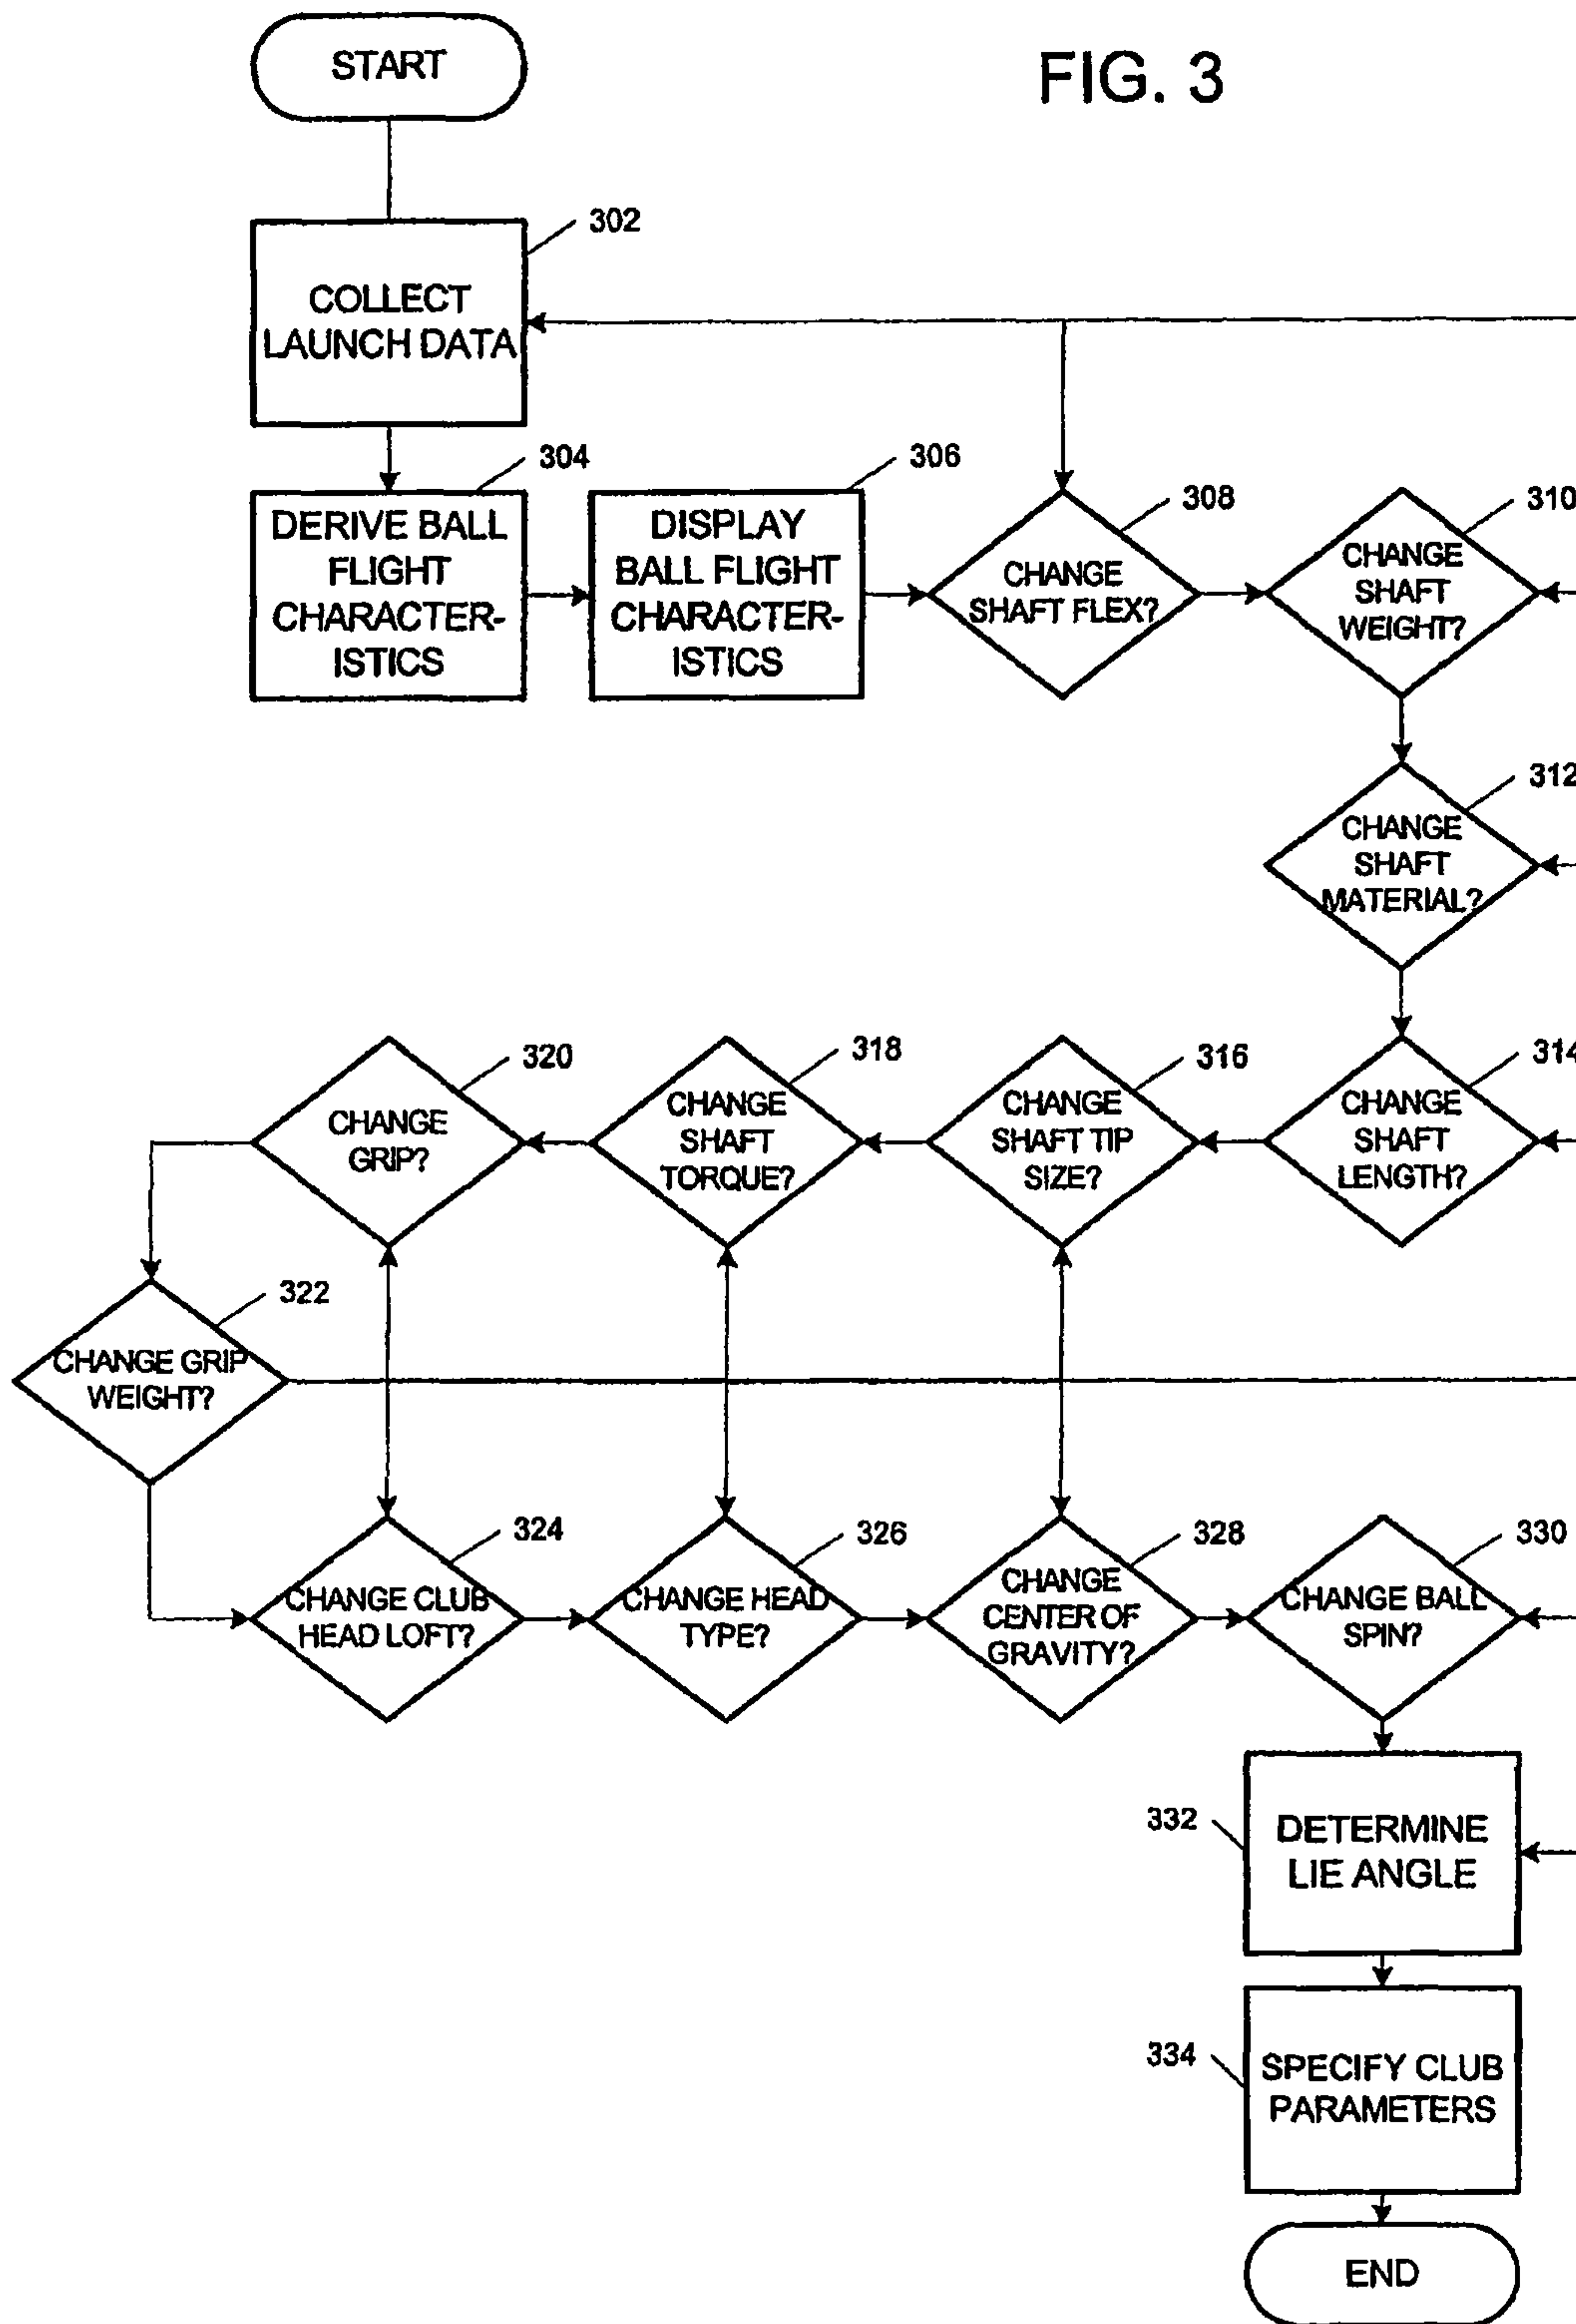 START
FIG. 3
302
COLLECT
LAUNCH DATA
304
DERIVE BALL
FLIGHT
CHARACTER-
ISTICS
306
DISPLAY
BALL FLIGHT
CHARACTER-
ISTICS
308
CHANGE
SHAFT FLEX?
310
CHANGE
SHAFT
WEIGHT?
312
CHANGE
SHAFT
MATERIAL?
314
CHANGE
SHAFT
LENGTH?
316
CHANGE
SHAFT TIP
SIZE?
318
CHANGE
SHAFT
TORQUE?
320
CHANGE
GRIP?
322
CHANGE GRIP
WEIGHT?
324
CHANGE CLUB
HEAD LOFT?
326
CHANGE HEAD
TYPE?
328
CHANGE
CENTER OF
GRAVITY?
330
CHANGE BALL
SPIN?
332
DETERMINE
LIE ANGLE
334
SPECIFY CLUB
PARAMETERS
END